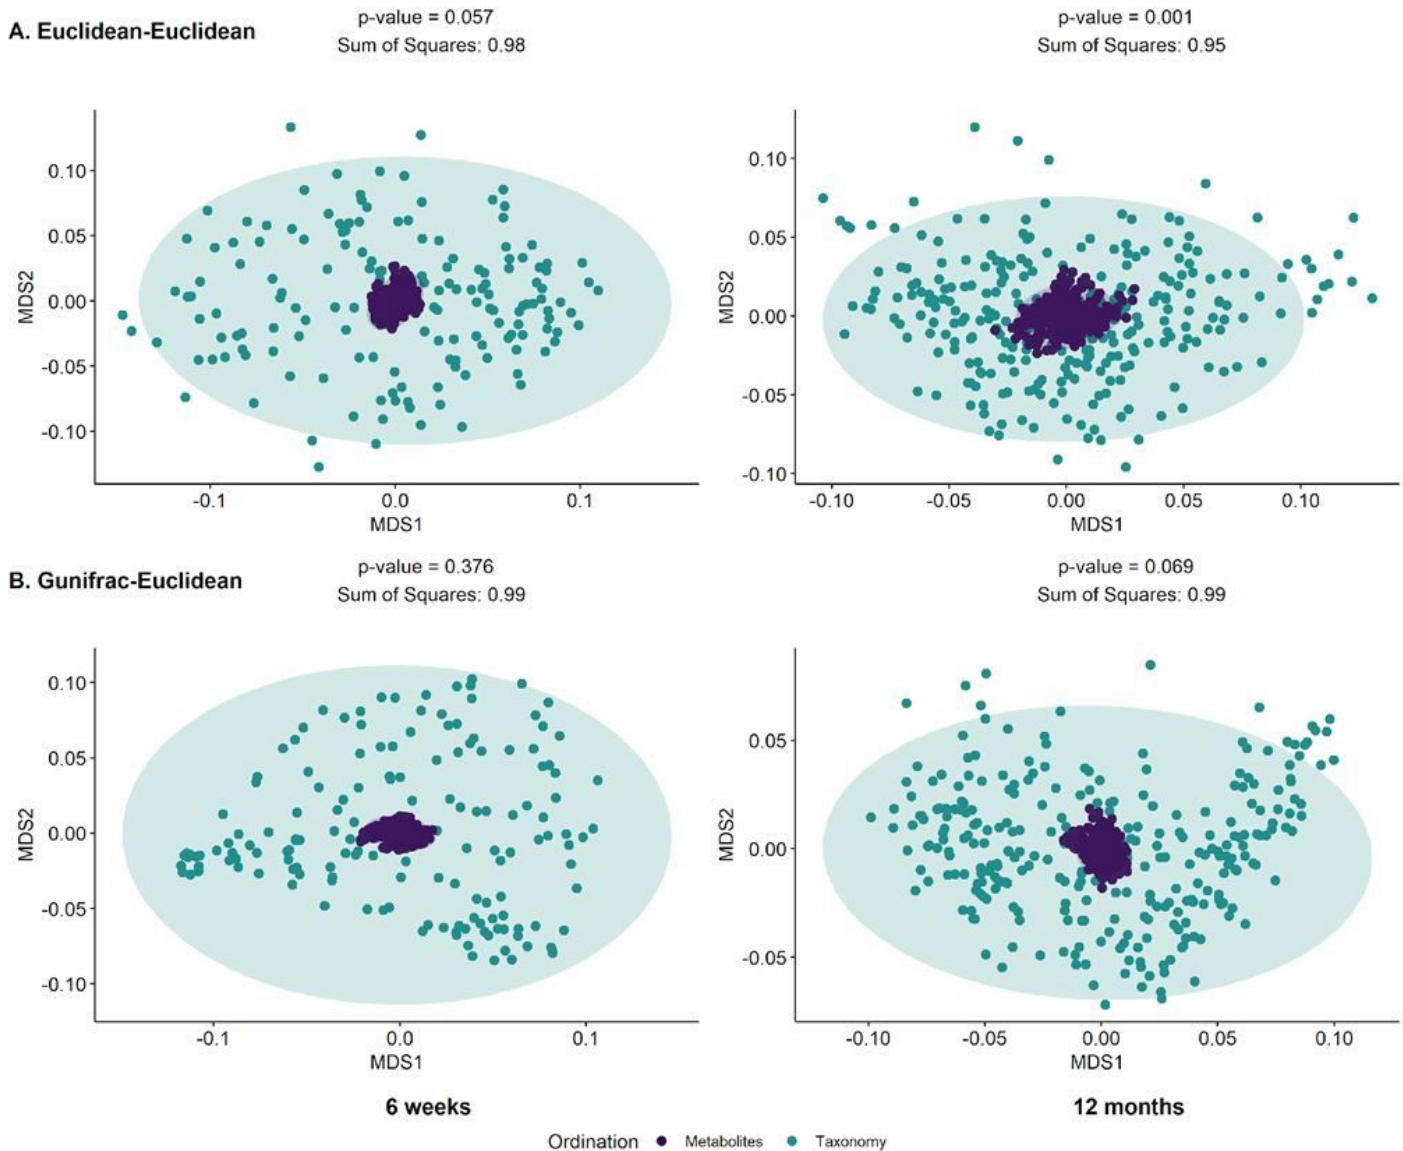 A. Euclidean-Euclidean
p-value = 0.057
Sum of Squares: 0.98
p-value = 0.001
Sum of Squares: 0.95
MDS2
0.10
0.05
0.00
-0.05
-0.10
-0.1 0.0 0.1
MDS1
MDS2
0.10
0.05
0.00
-0.05
-0.10
-0.10 -0.05 0.00 0.05 0.10
MDS1
B. Gunifrac-Euclidean
p-value = 0.376
Sum of Squares: 0.99
p-value = 0.069
Sum of Squares: 0.99
MDS2
0.10
0.05
0.00
-0.05
-0.10
-0.1 0.0 0.1
MDS1
MDS2
0.05
0.00
-0.05
-0.10 -0.05 0.00 0.05 0.10
MDS1
6 weeks
12 months
Ordination Metabolites Taxonomy